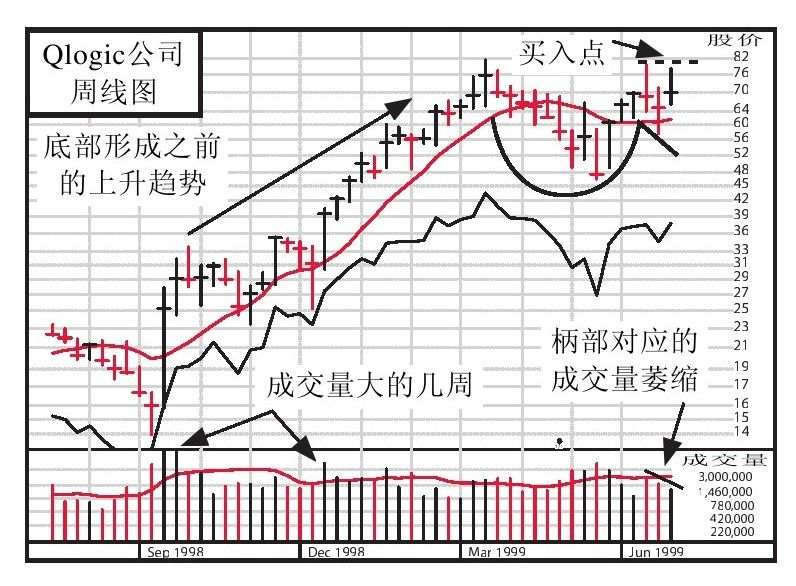 Qlogic公司
周线图
买入点
股价
底部形成之前
的上升趋势
82
76
70
64
60
56
52
48
45
42
39
36
33
31
29
27
25
23
21
19
17
16
15
14
柄部对应的
成交量萎缩
成交量大的几周
成交量
3,000,000
1,460,000
780,000
420,000
220,000
Sep 1998
Dec 1998
Mar 1999
Jun 1999